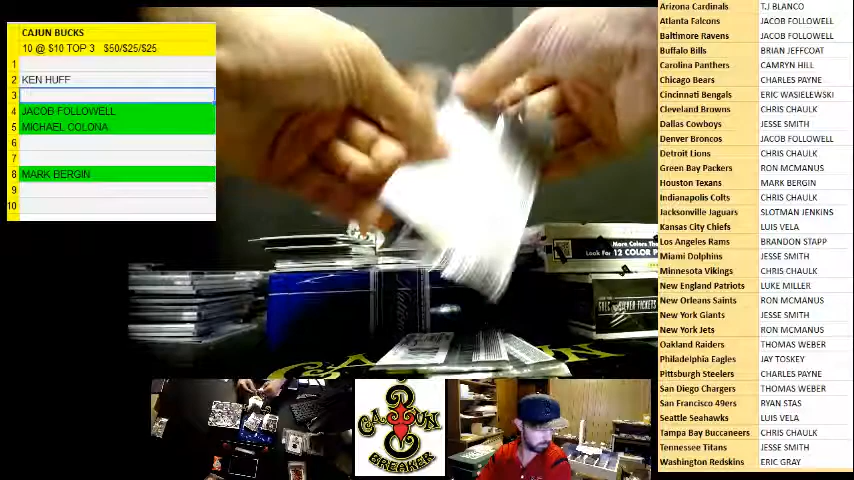 CAJUN BUCKS
10 @ $10 TOP 3 $50/$25/$25
1
2 KEN HUFF
3
4 JACOB FOLLOWELL
5 MICHAEL COLONA
6
7
8 MARK BERGIN
9
10
More Colors
Look For 12 COLOR
CAJUN
BREAKER
Arizona Cardinals T.J BLANCO
Atlanta Falcons JACOB FOLLOWELL
Baltimore Ravens JACOB FOLLOWELL
Buffalo Bills BRIAN JEFFCOAT
Carolina Panthers CAMRYN HILL
Chicago Bears CHARLES PAYNE
Cincinnati Bengals ERIC WASIELEWSKI
Cleveland Browns CHRIS CHAULK
Dallas Cowboys JESSE SMITH
Denver Broncos JACOB FOLLOWELL
Detroit Lions CHRIS CHAULK
Green Bay Packers RON MCMANUS
Houston Texans MARK BERGIN
Indianapolis Colts CHRIS CHAULK
Jacksonville Jaguars SLOTMAN JENKINS
Kansas City Chiefs LUIS VELA
Los Angeles Rams BRANDON STAPP
Miami Dolphins JESSE SMITH
Minnesota Vikings CHRIS CHAULK
New England Patriots LUKE MILLER
New Orleans Saints RON MCMANUS
New York Giants JESSE SMITH
New York Jets RON MCMANUS
Oakland Raiders THOMAS WEBER
Philadelphia Eagles JAY TOSKEY
Pittsburgh Steelers CHARLES PAYNE
San Diego Chargers THOMAS WEBER
San Francisco 49ers RYAN STAS
Seattle Seahawks LUIS VELA
Tampa Bay Buccaneers CHRIS CHAULK
Tennessee Titans JESSE SMITH
Washington Redskins ERIC GRAY